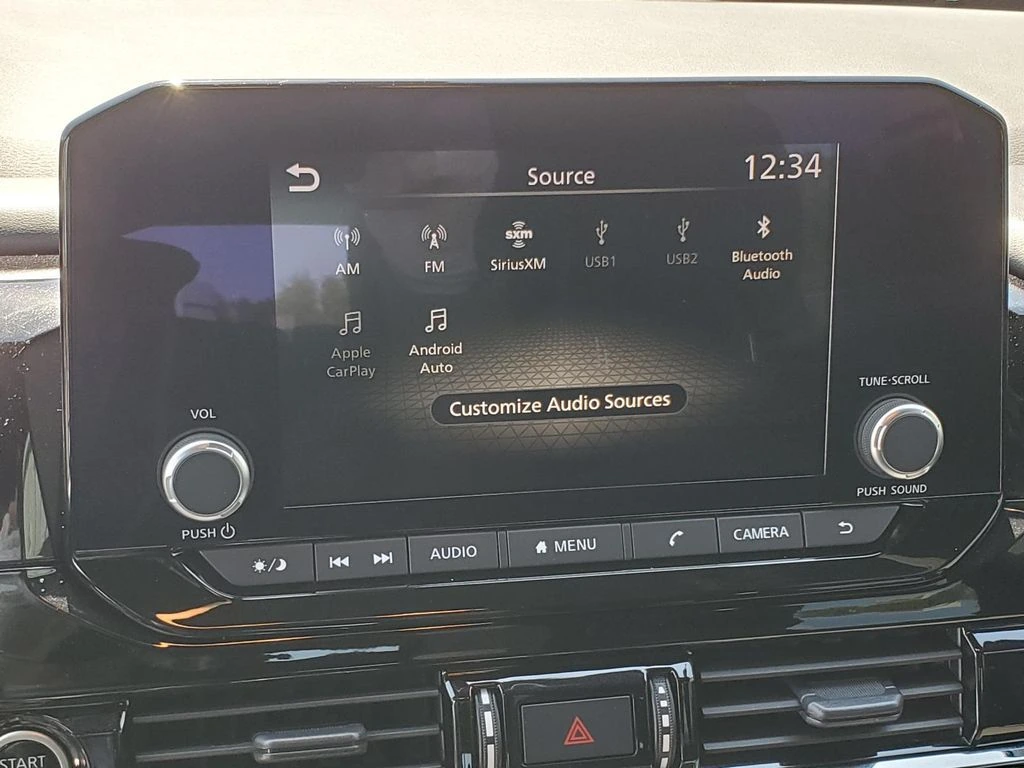 Source
12:34
AM
FM
sxm
SiriusXM
USB1
USB2
Bluetooth
Audio
Apple
CarPlay
Android
Auto
Customize Audio Sources
VOL
PUSH
TUNE·SCROLL
PUSH SOUND
AUDIO
MENU
CAMERA
START